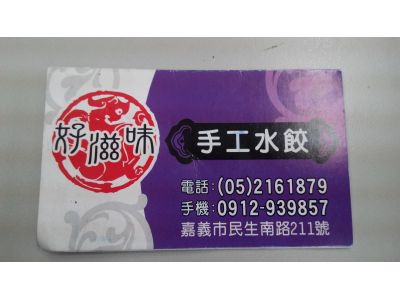 好滋味
手工水餃
電話:(05)2161879
手機:0912-939857
嘉義市民生南路211號